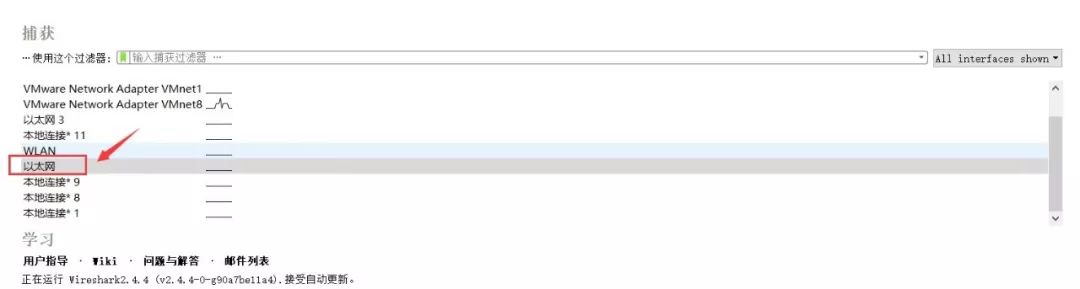 捕获
…使用这个过滤器: 输入捕获过滤器 … All interfaces shown
VMware Network Adapter VMnet1
VMware Network Adapter VMnet8
以太网 3
本地连接* 11
WLAN
以太网
本地连接* 9
本地连接* 8
本地连接* 1
学习
用户指导 · Wiki · 问题与解答 · 邮件列表
正在运行 Wireshark2.4.4 (v2.4.4-0-g90a7be11a4).接受自动更新。